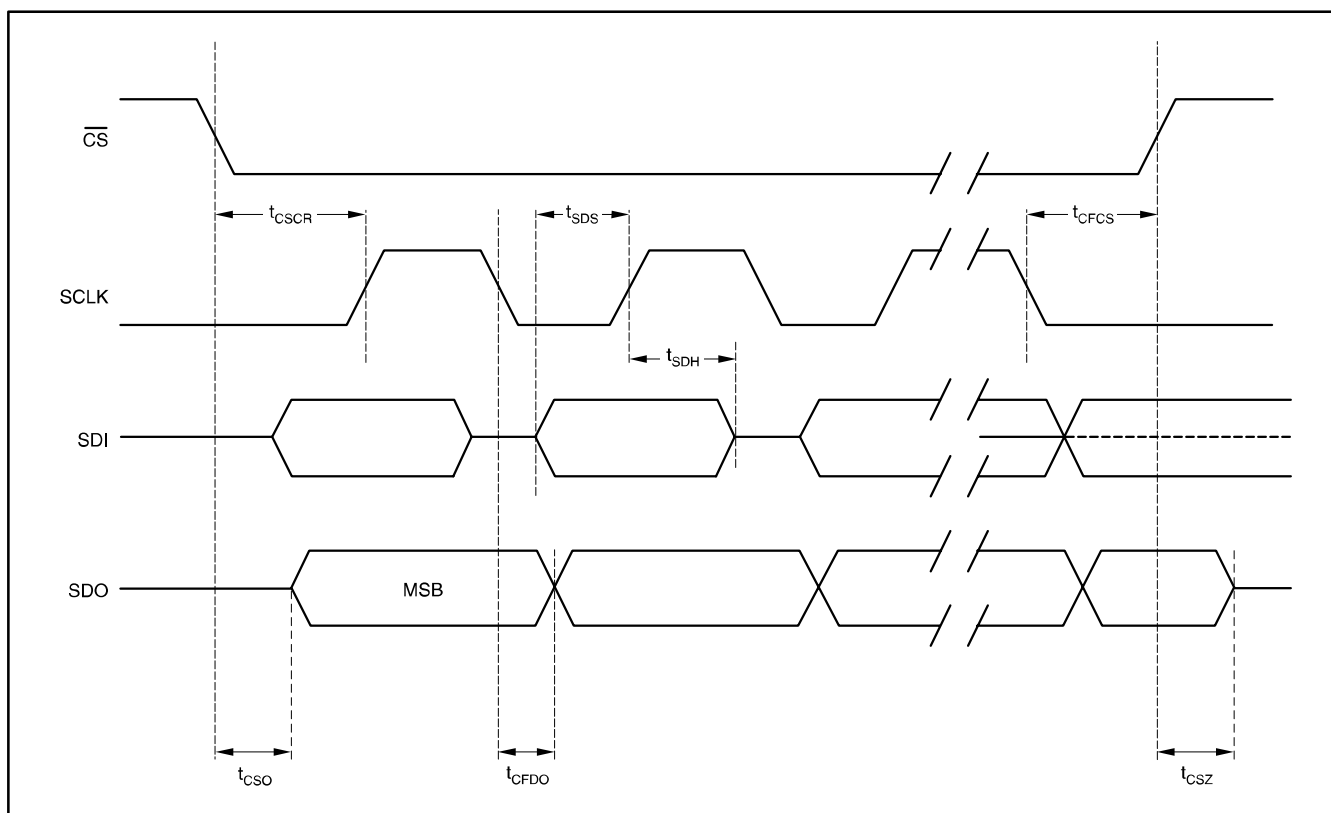 CS
tCSCR
tSDS
tCFCS
SCLK
tSDH
SDI
SDO
MSB
tCSO
tCFDO
tCSZ